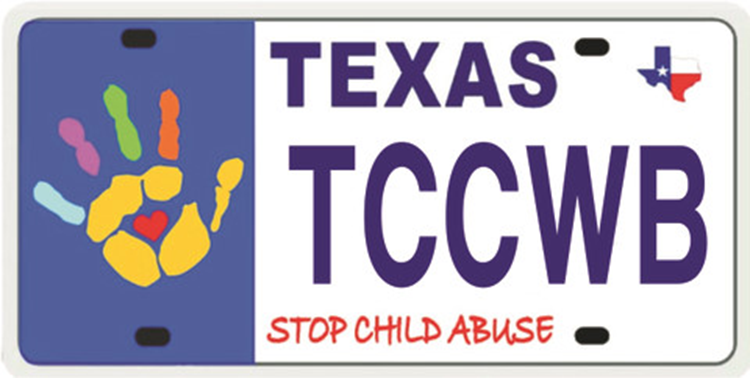 TEXAS
TCCWB
STOP CHILD ABUSE